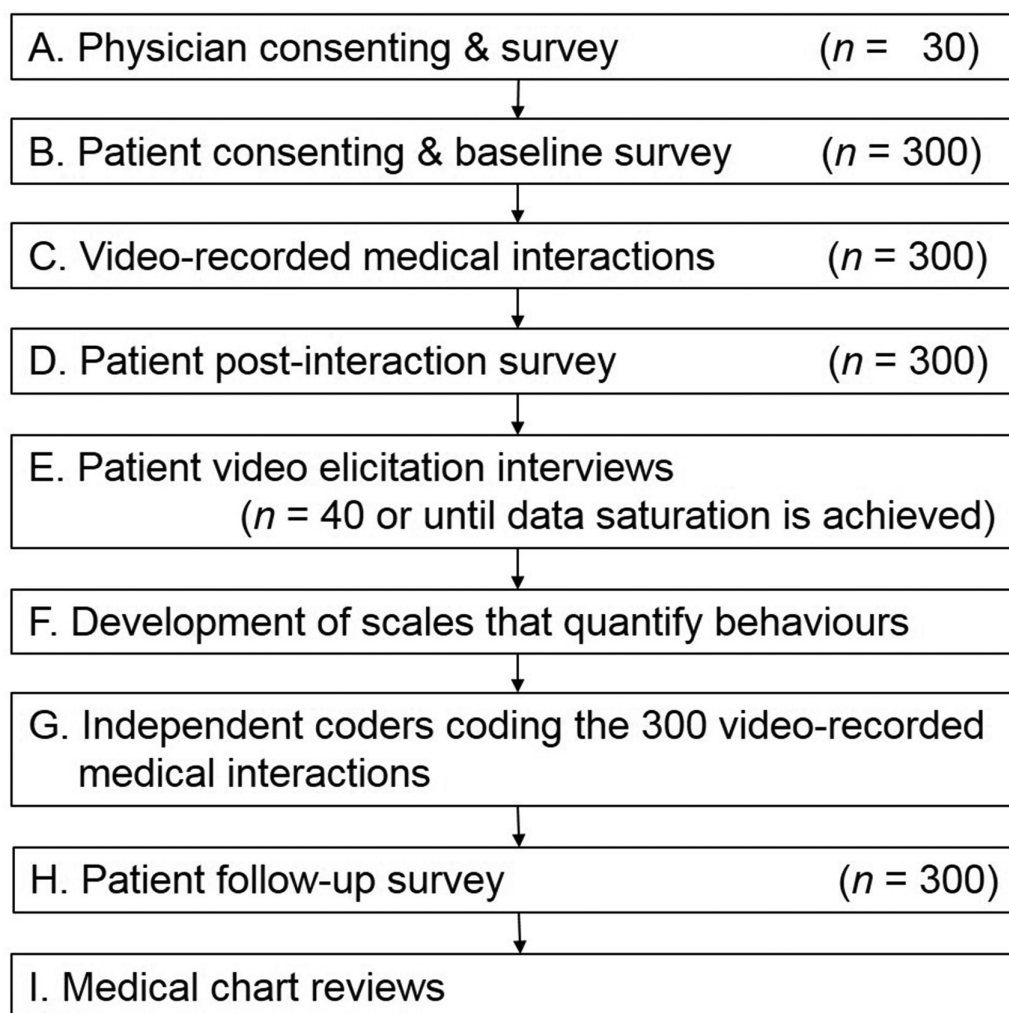 A. Physician consenting & survey (n = 30)
B. Patient consenting & baseline survey (n = 300)
C. Video-recorded medical interactions (n = 300)
D. Patient post-interaction survey (n = 300)
E. Patient video elicitation interviews
(n = 40 or until data saturation is achieved)
F. Development of scales that quantify behaviours
G. Independent coders coding the 300 video-recorded
medical interactions
H. Patient follow-up survey (n = 300)
I. Medical chart reviews